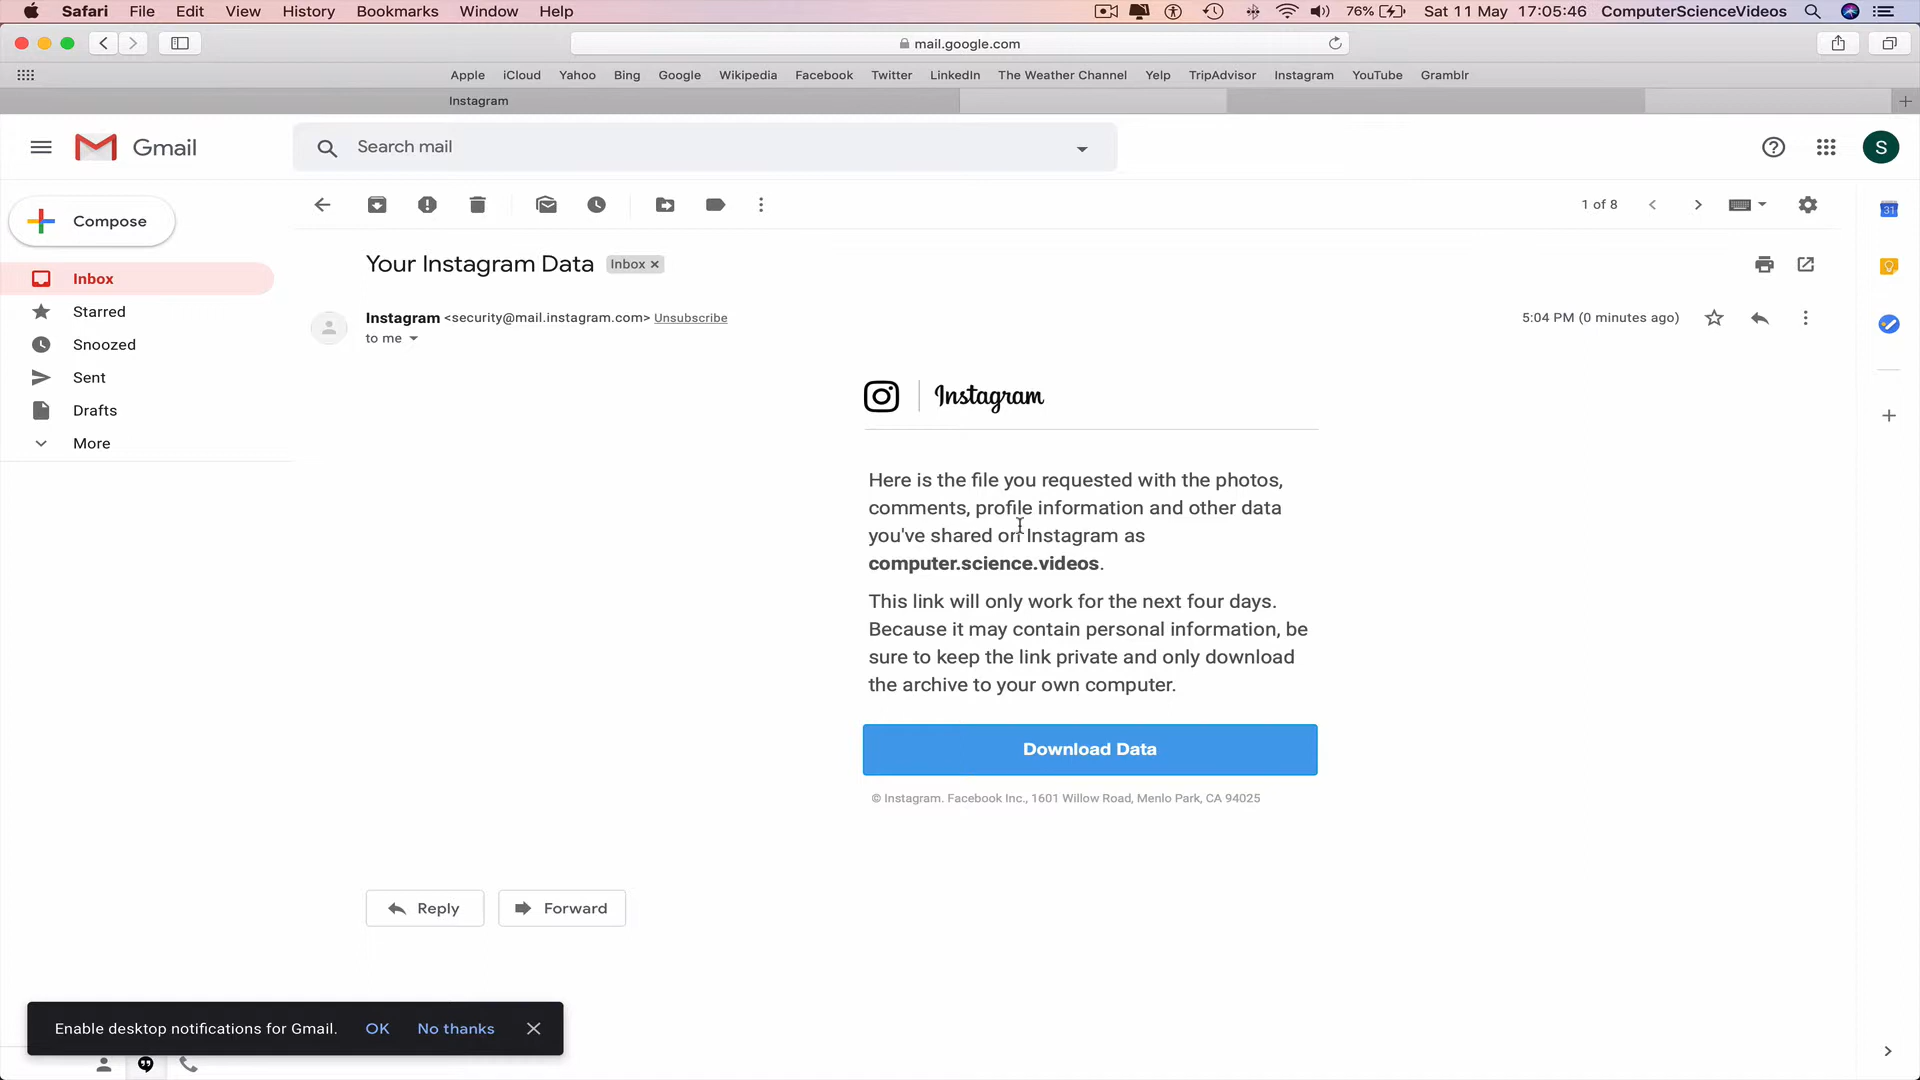 Safari File Edit View History Bookmarks Window Help 76% Sat 11 May 17:05:46 ComputerScienceVideos
mail.google.com
Apple iCloud Yahoo Bing Google Wikipedia Facebook Twitter LinkedIn The Weather Channel Yelp TripAdvisor Instagram YouTube Gramblr
Instagram
Gmail Search mail S
Compose
1 of 8
31
Your Instagram Data Inbox
Inbox
Starred
Snoozed
Sent
Drafts
More
Instagram <security@mail.instagram.com> Unsubscribe 5:04 PM (0 minutes ago)
to me
Instagram
Here is the file you requested with the photos,
comments, profile information and other data
you've shared on Instagram as
computer.science.videos.
This link will only work for the next four days.
Because it may contain personal information, be
sure to keep the link private and only download
the archive to your own computer.
Download Data
© Instagram. Facebook Inc., 1601 Willow Road, Menlo Park, CA 94025
Reply Forward
Enable desktop notifications for Gmail. OK No thanks